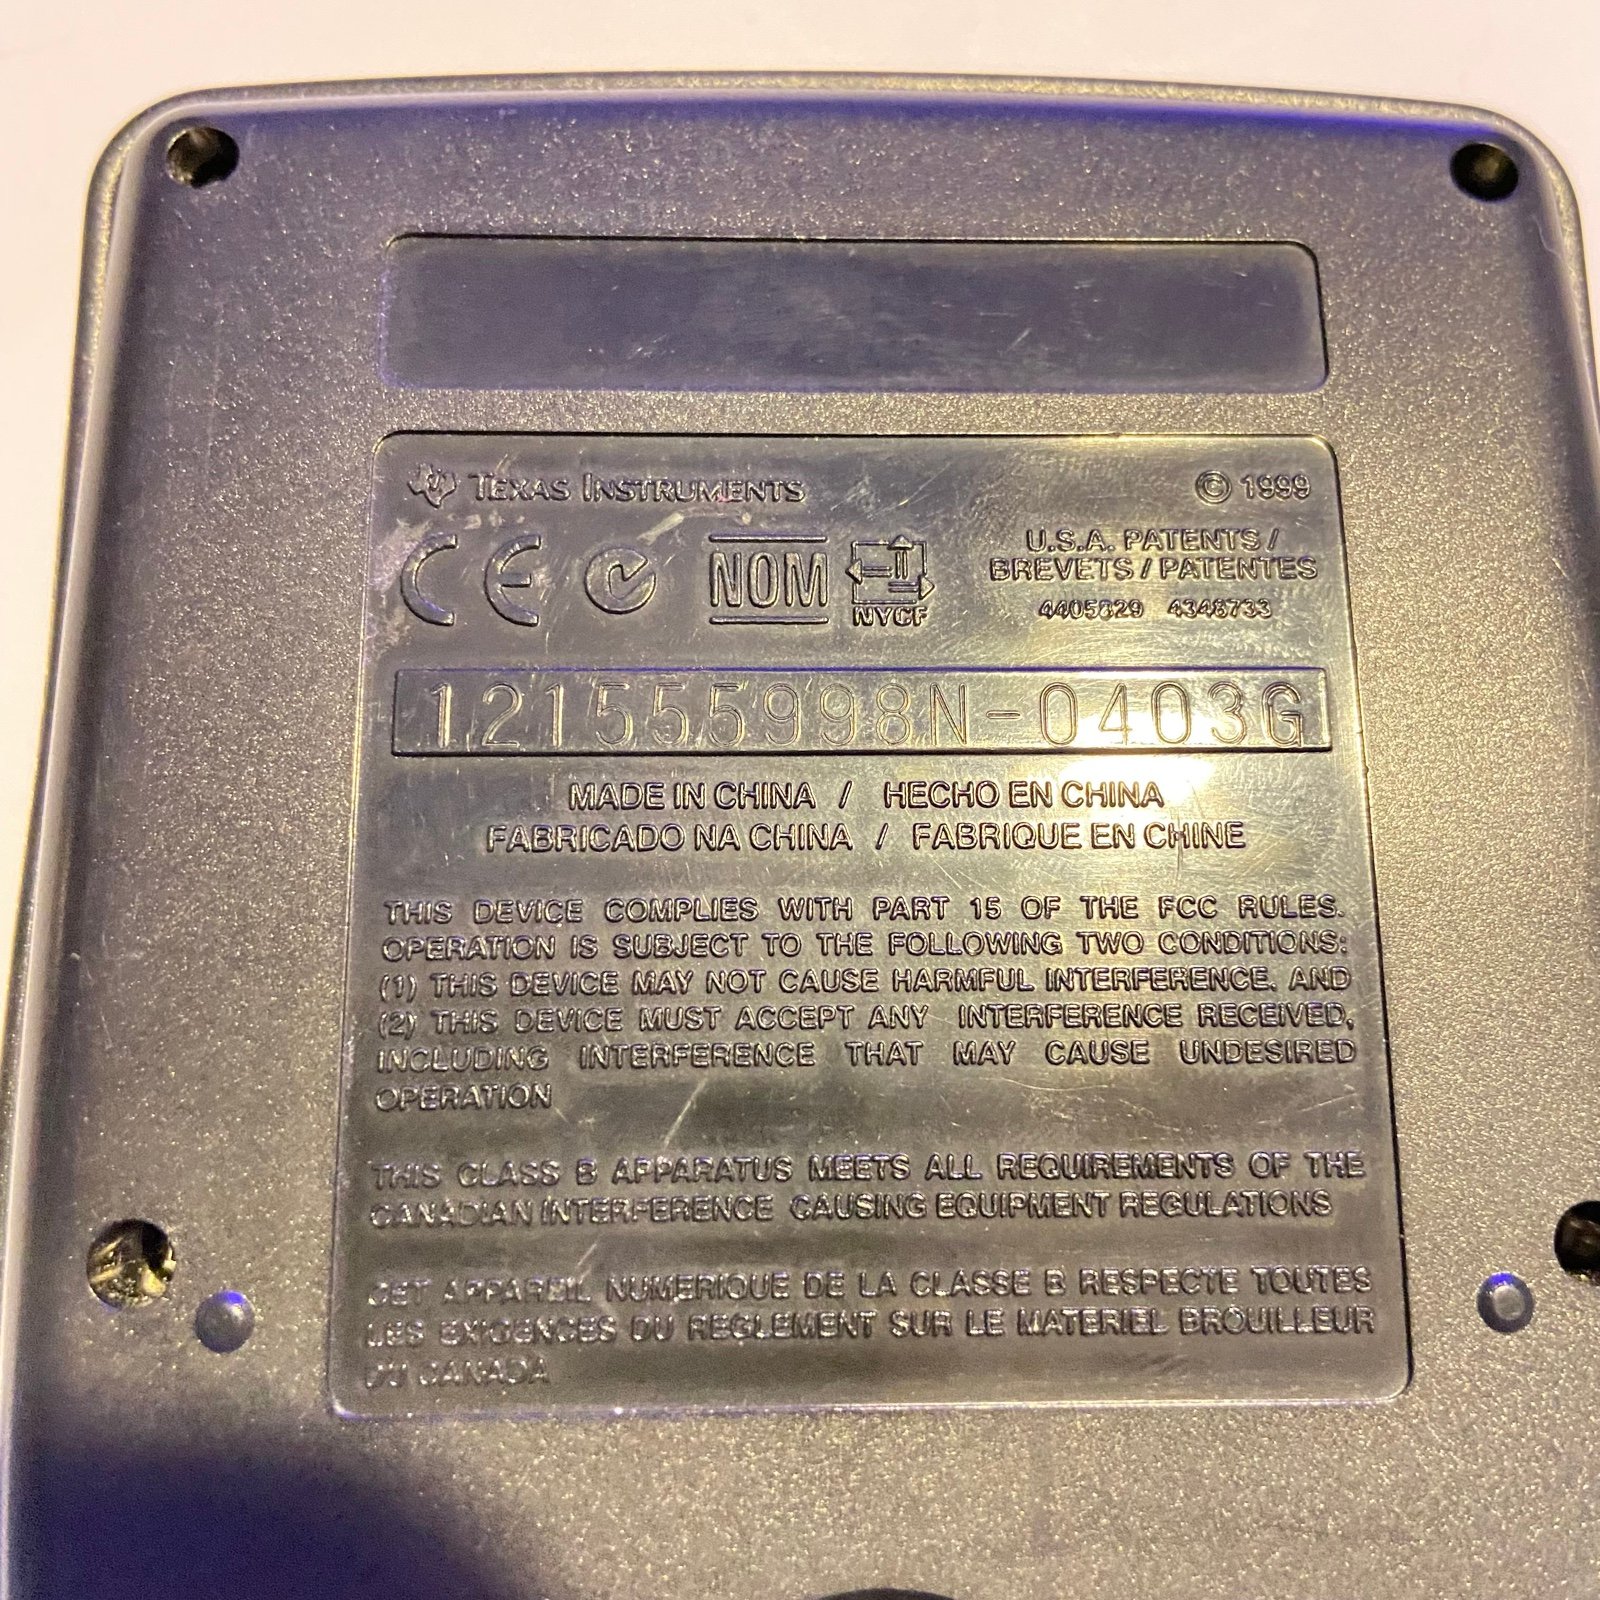 TEXAS INSTRUMENTS © 1999
CE NOM NYCE
U.S.A. PATENTS /
BREVETS / PATENTES
4405829 4348733
121555998N-0403G
MADE IN CHINA / HECHO EN CHINA
FABRICADO NA CHINA / FABRIQUE EN CHINE
THIS DEVICE COMPLIES WITH PART 15 OF THE FCC RULES.
OPERATION IS SUBJECT TO THE FOLLOWING TWO CONDITIONS:
(1) THIS DEVICE MAY NOT CAUSE HARMFUL INTERFERENCE, AND
(2) THIS DEVICE MUST ACCEPT ANY INTERFERENCE RECEIVED,
INCLUDING INTERFERENCE THAT MAY CAUSE UNDESIRED
OPERATION
THIS CLASS B APPARATUS MEETS ALL REQUIREMENTS OF THE
CANADIAN INTERFERENCE CAUSING EQUIPMENT REGULATIONS
CET APPAREIL NUMERIQUE DE LA CLASSE B RESPECTE TOUTES
LES EXIGENCES DU REGLEMENT SUR LE MATERIEL BROUILLEUR
DU CANADA